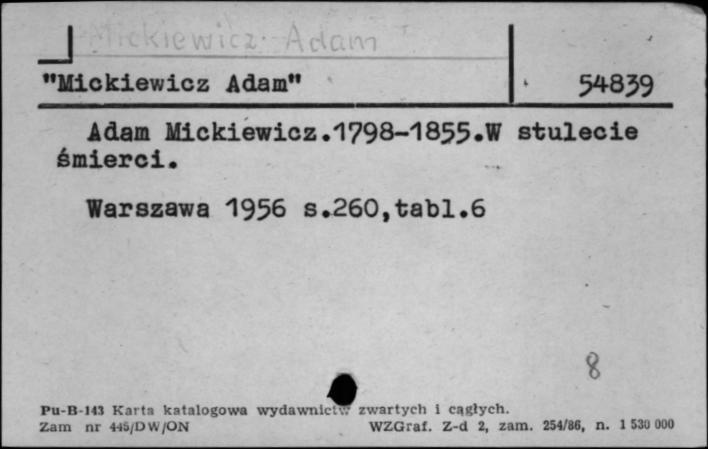 Mickiewicz Adam
"Mickiewicz Adam" 54839
Adam Mickiewicz.1798-1855.W stulecie
śmierci.
Warszawa 1956 s.260,tabl.6
8
Pu-B-143 Karta katalogowa wydawnictw zwartych i ciągłych.
Zam nr 445/DW/ON WZGraf. Z-d 2, zam. 254/86, n. 1 530 000